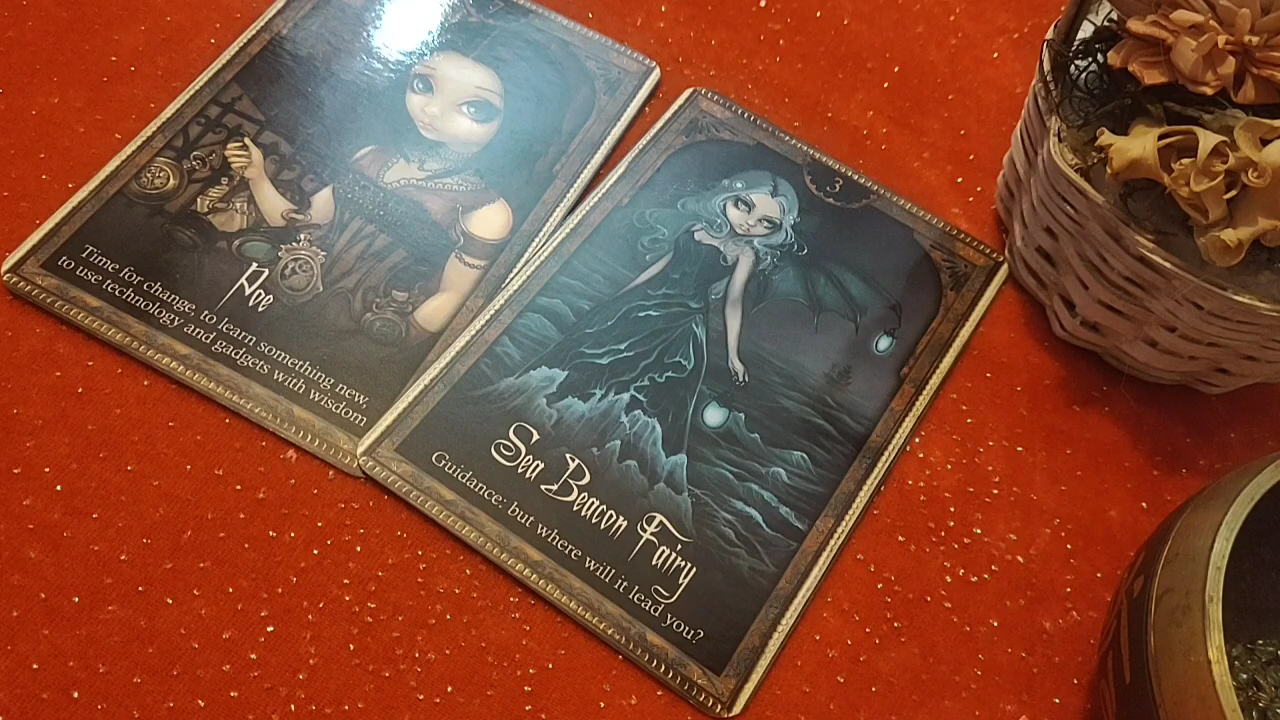 Poe
Time for change, to learn something new,
to use technology and gadgets with wisdom
3
Sea Beacon Fairy
Guidance: but where will it lead you?